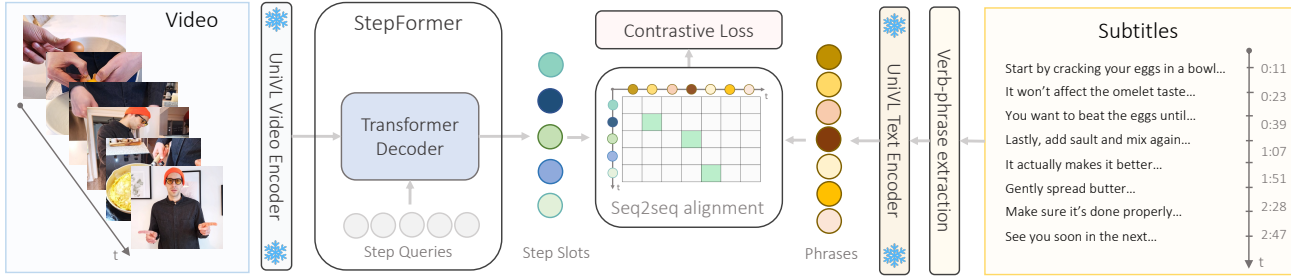 Video
t
UniVL Video Encoder
StepFormer
Transformer
Decoder
Step Queries
Step Slots
Contrastive Loss
t
t
Seq2seq alignment
Phrases
UniVL Text Encoder
Verb-phrase extraction
Subtitles
Start by cracking your eggs in a bowl…
0:11
It won't affect the omelet taste…
0:23
You want to beat the eggs until…
0:39
Lastly, add sault and mix again…
1:07
It actually makes it better…
1:51
Gently spread butter…
2:28
Make sure it's done properly…
2:47
See you soon in the next…
t